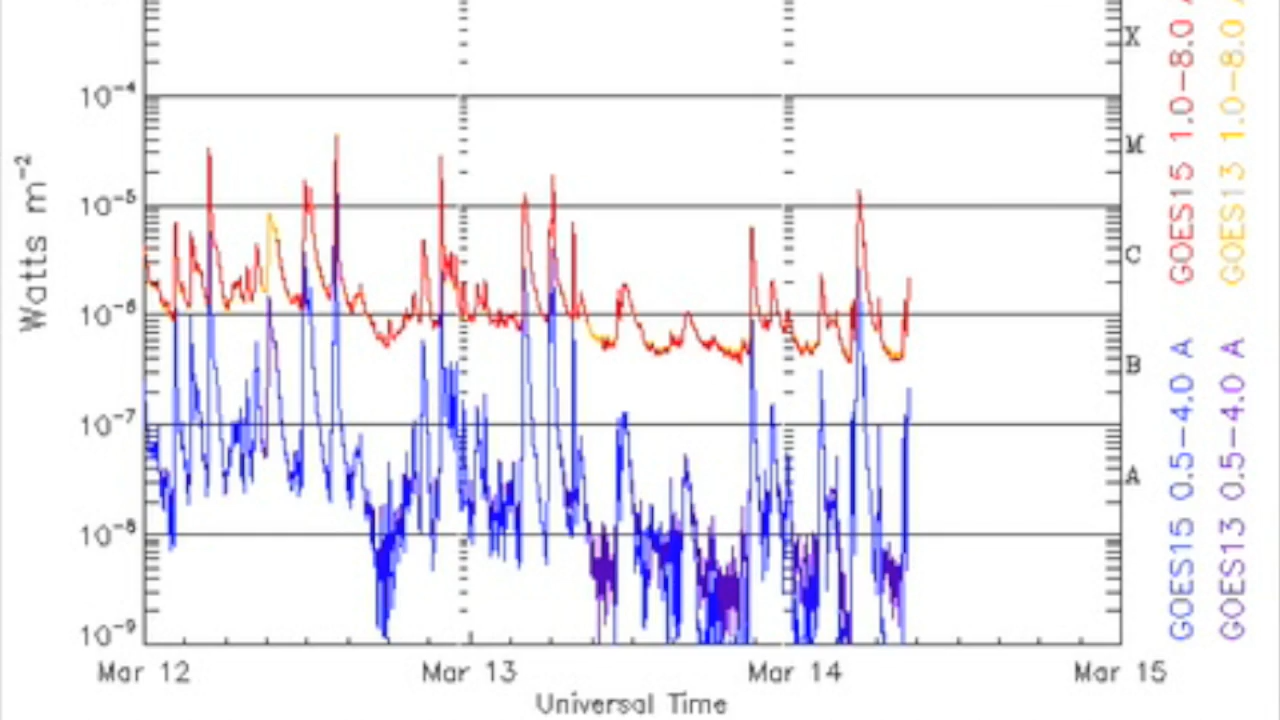 X
10⁻⁴
M
10⁻⁵
C
10⁻⁶
B
10⁻⁷
A
10⁻⁸
10⁻⁹
Watts m⁻²
Mar 12
Mar 13
Mar 14
Mar 15
Universal Time
GOES15 0.5-4.0 A
GOES15 1.0-8.0
GOES13 0.5-4.0 A
GOES13 1.0-8.0